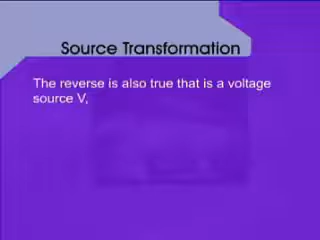 Source Transformation
The reverse is also true that is a voltage
source V,